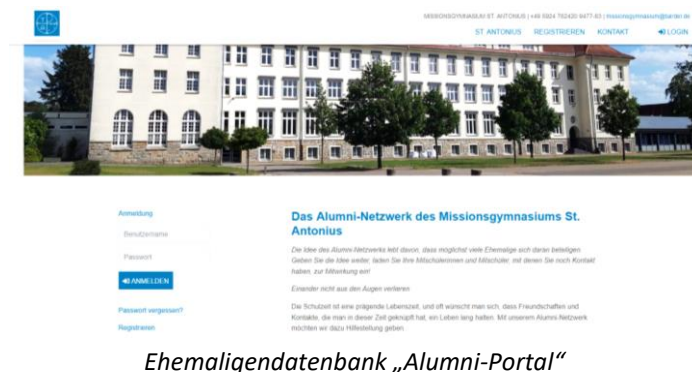 MISSIONSGYMNASIUM ST. ANTONIUS | +49 5924 762420 9477-60 | missionsgymnasium@bardel.de
ST. ANTONIUS REGISTRIEREN KONTAKT LOGIN
Anmeldung
Benutzername
Passwort
ANMELDEN
Passwort vergessen?
Registrieren
Das Alumni-Netzwerk des Missionsgymnasiums St.
Antonius
Die Idee des Alumni-Netzwerks lebt davon, dass möglichst viele Ehemalige sich daran beteiligen
Geben Sie die Idee weiter, laden Sie Ihre Mitschülerinnen und Mitschüler, mit denen Sie noch Kontakt
haben, zur Mitwirkung ein!
Einander nicht aus den Augen verlieren
Die Schulzeit ist eine prägende Lebenszeit, und oft wünscht man sich, dass Freundschaften und
Kontakte, die man in dieser Zeit geknüpft hat, ein Leben lang halten. Mit unserem Alumni-Netzwerk
möchten wir dazu Hilfestellung geben.
Ehemaligendatenbank „Alumni-Portal“